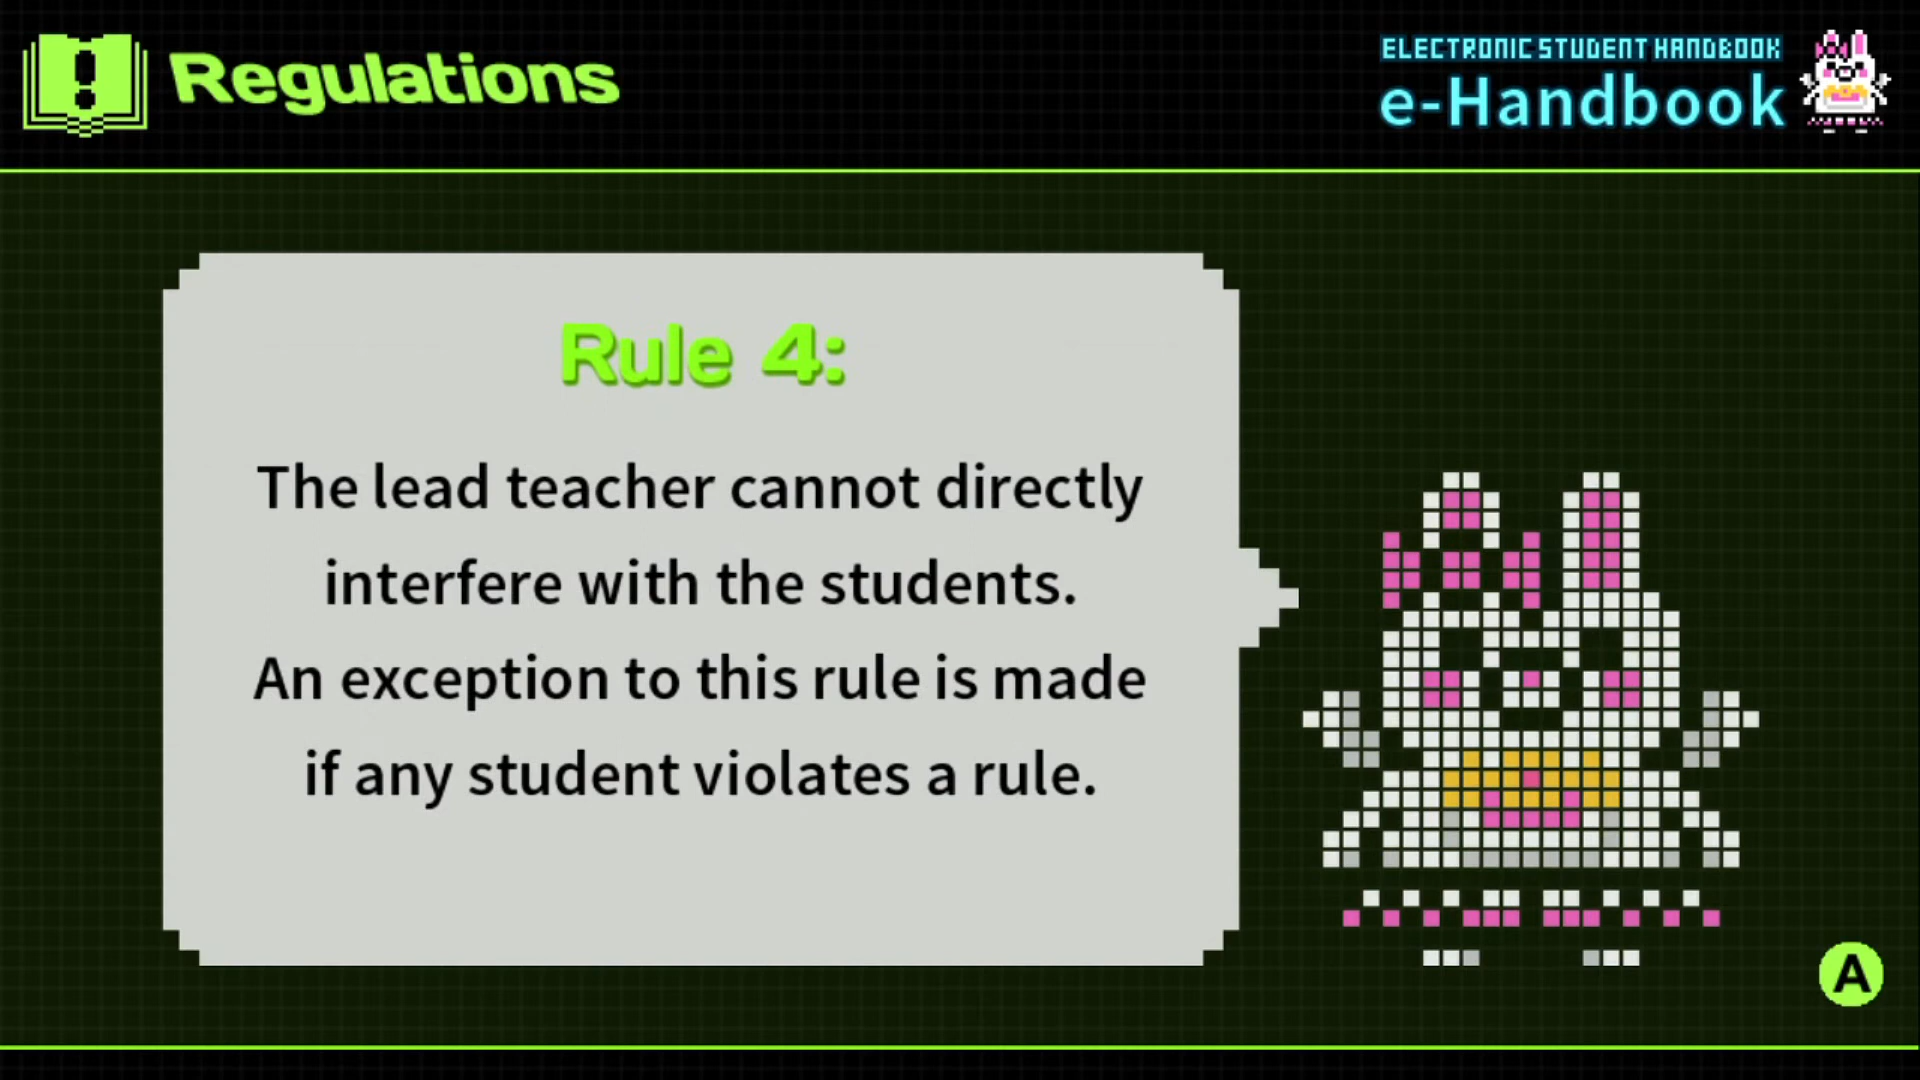 Regulations
ELECTRONIC STUDENT HANDBOOK
e-Handbook
Rule 4:
The lead teacher cannot directly
interfere with the students.
An exception to this rule is made
if any student violates a rule.
A